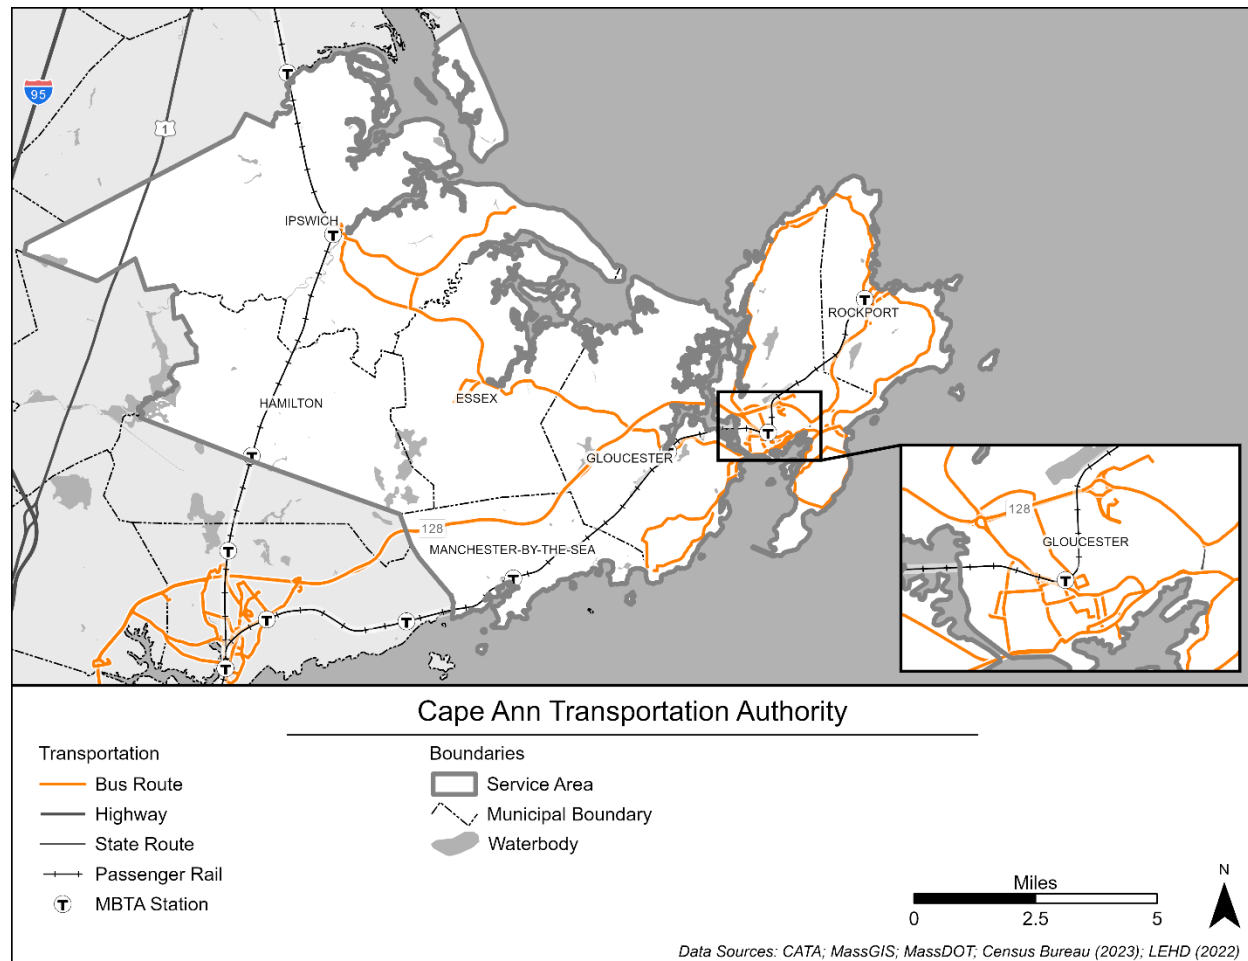 95
1
T
IPSWICH
T
T
ROCKPORT
HAMILTON
ESSEX
T
GLOUCESTER
T
128
MANCHESTER-BY-THE-SEA
T
T
T
T
T
128
GLOUCESTER
T
Cape Ann Transportation Authority
Transportation
Bus Route
Highway
State Route
Passenger Rail
T MBTA Station
Boundaries
Service Area
Municipal Boundary
Waterbody
Miles
0 2.5 5
N
Data Sources: CATA; MassGIS; MassDOT; Census Bureau (2023); LEHD (2022)